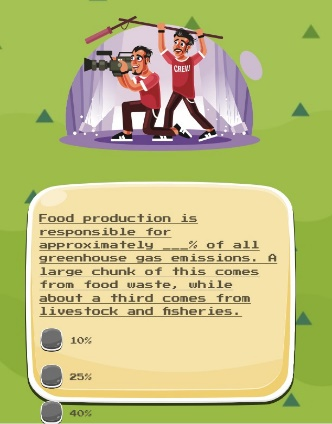 CREW
Food production is
responsible for
approximately ___% of all
greenhouse gas emissions. A
large chunk of this comes
from food waste, while
about a third comes from
livestock and fisheries.
10%
25%
40%